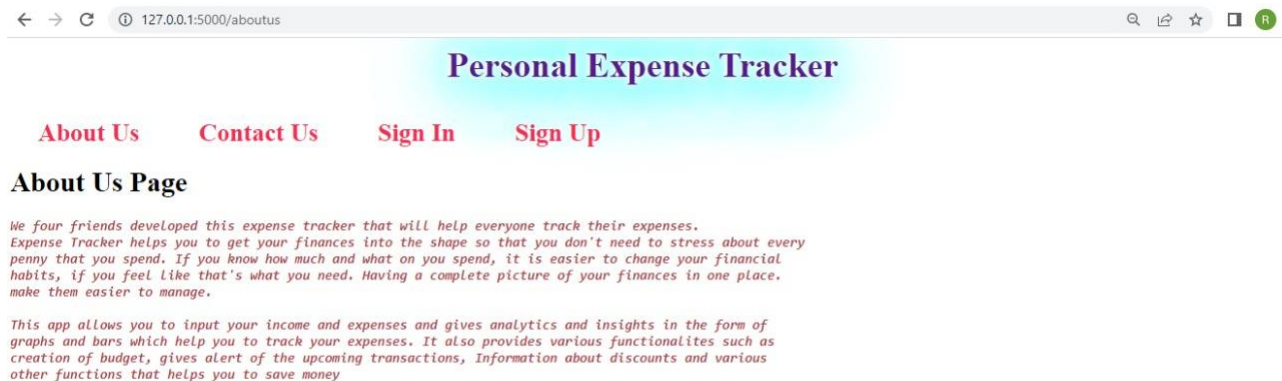 127.0.0.1:5000/aboutus
R
Personal Expense Tracker
About Us Contact Us Sign In Sign Up
About Us Page
We four friends developed this expense tracker that will help everyone track their expenses.
Expense Tracker helps you to get your finances into the shape so that you don't need to stress about every
penny that you spend. If you know how much and what on you spend, it is easier to change your financial
habits, if you feel like that's what you need. Having a complete picture of your finances in one place.
make them easier to manage.
This app allows you to input your income and expenses and gives analytics and insights in the form of
graphs and bars which help you to track your expenses. It also provides various functionalites such as
creation of budget, gives alert of the upcoming transactions, Information about discounts and various
other functions that helps you to save money